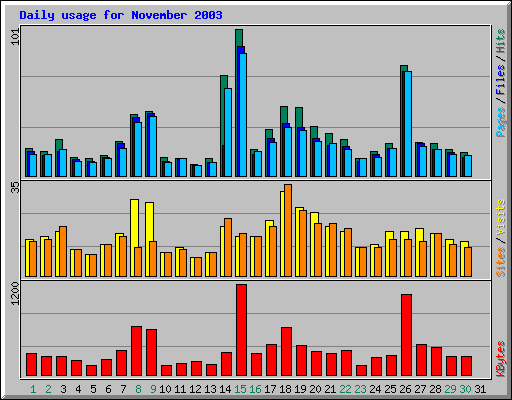 Daily usage for November 2003
101
Pages / Files / Hits
35
Sites / Visits
1200
KBytes
1 2 3 4 5 6 7 8 9 10 11 12 13 14 15 16 17 18 19 20 21 22 23 24 25 26 27 28 29 30 31